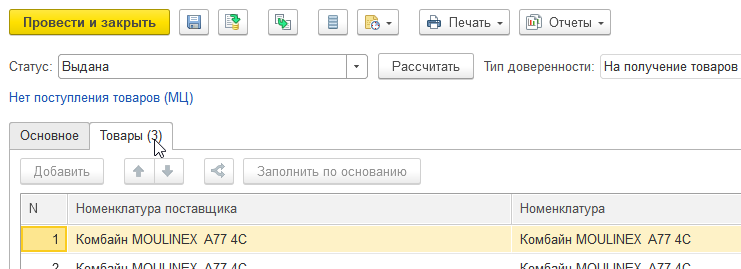 Провести и закрыть Печать Отчеты
Статус: Выдана Рассчитать Тип доверенности: На получение товаров
Нет поступления товаров (МЦ)
Основное Товары (3)
Добавить Заполнить по основанию
N Номенклатура поставщика Номенклатура
1 Комбайн MOULINEX A77 4C Комбайн MOULINEX A77 4C
2 Комбайн MOULINEX A77 4C Комбайн MOULINEX A77 4C